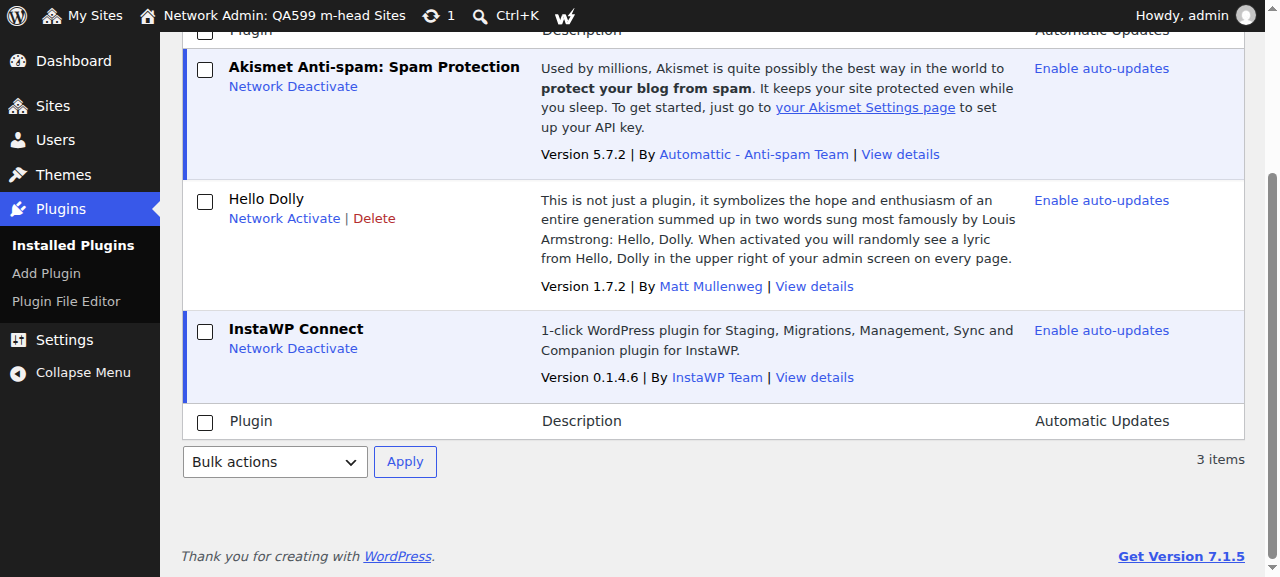 My Sites Network Admin: QA599 m-head Sites 1 Ctrl+K Howdy, admin
Dashboard
Sites
Users
Themes
Plugins
Installed Plugins
Add Plugin
Plugin File Editor
Settings
Collapse Menu
Plugin Description Automatic Updates
Akismet Anti-spam: Spam Protection
Network Deactivate
Used by millions, Akismet is quite possibly the best way in the world to
protect your blog from spam. It keeps your site protected even while
you sleep. To get started, just go to your Akismet Settings page to set
up your API key.
Version 5.7.2 | By Automattic - Anti-spam Team | View details
Enable auto-updates
Hello Dolly
Network Activate | Delete
This is not just a plugin, it symbolizes the hope and enthusiasm of an
entire generation summed up in two words sung most famously by Louis
Armstrong: Hello, Dolly. When activated you will randomly see a lyric
from Hello, Dolly in the upper right of your admin screen on every page.
Version 1.7.2 | By Matt Mullenweg | View details
Enable auto-updates
InstaWP Connect
Network Deactivate
1-click WordPress plugin for Staging, Migrations, Management, Sync and
Companion plugin for InstaWP.
Version 0.1.4.6 | By InstaWP Team | View details
Enable auto-updates
Plugin Description Automatic Updates
Bulk actions Apply 3 items
Thank you for creating with WordPress. Get Version 7.1.5